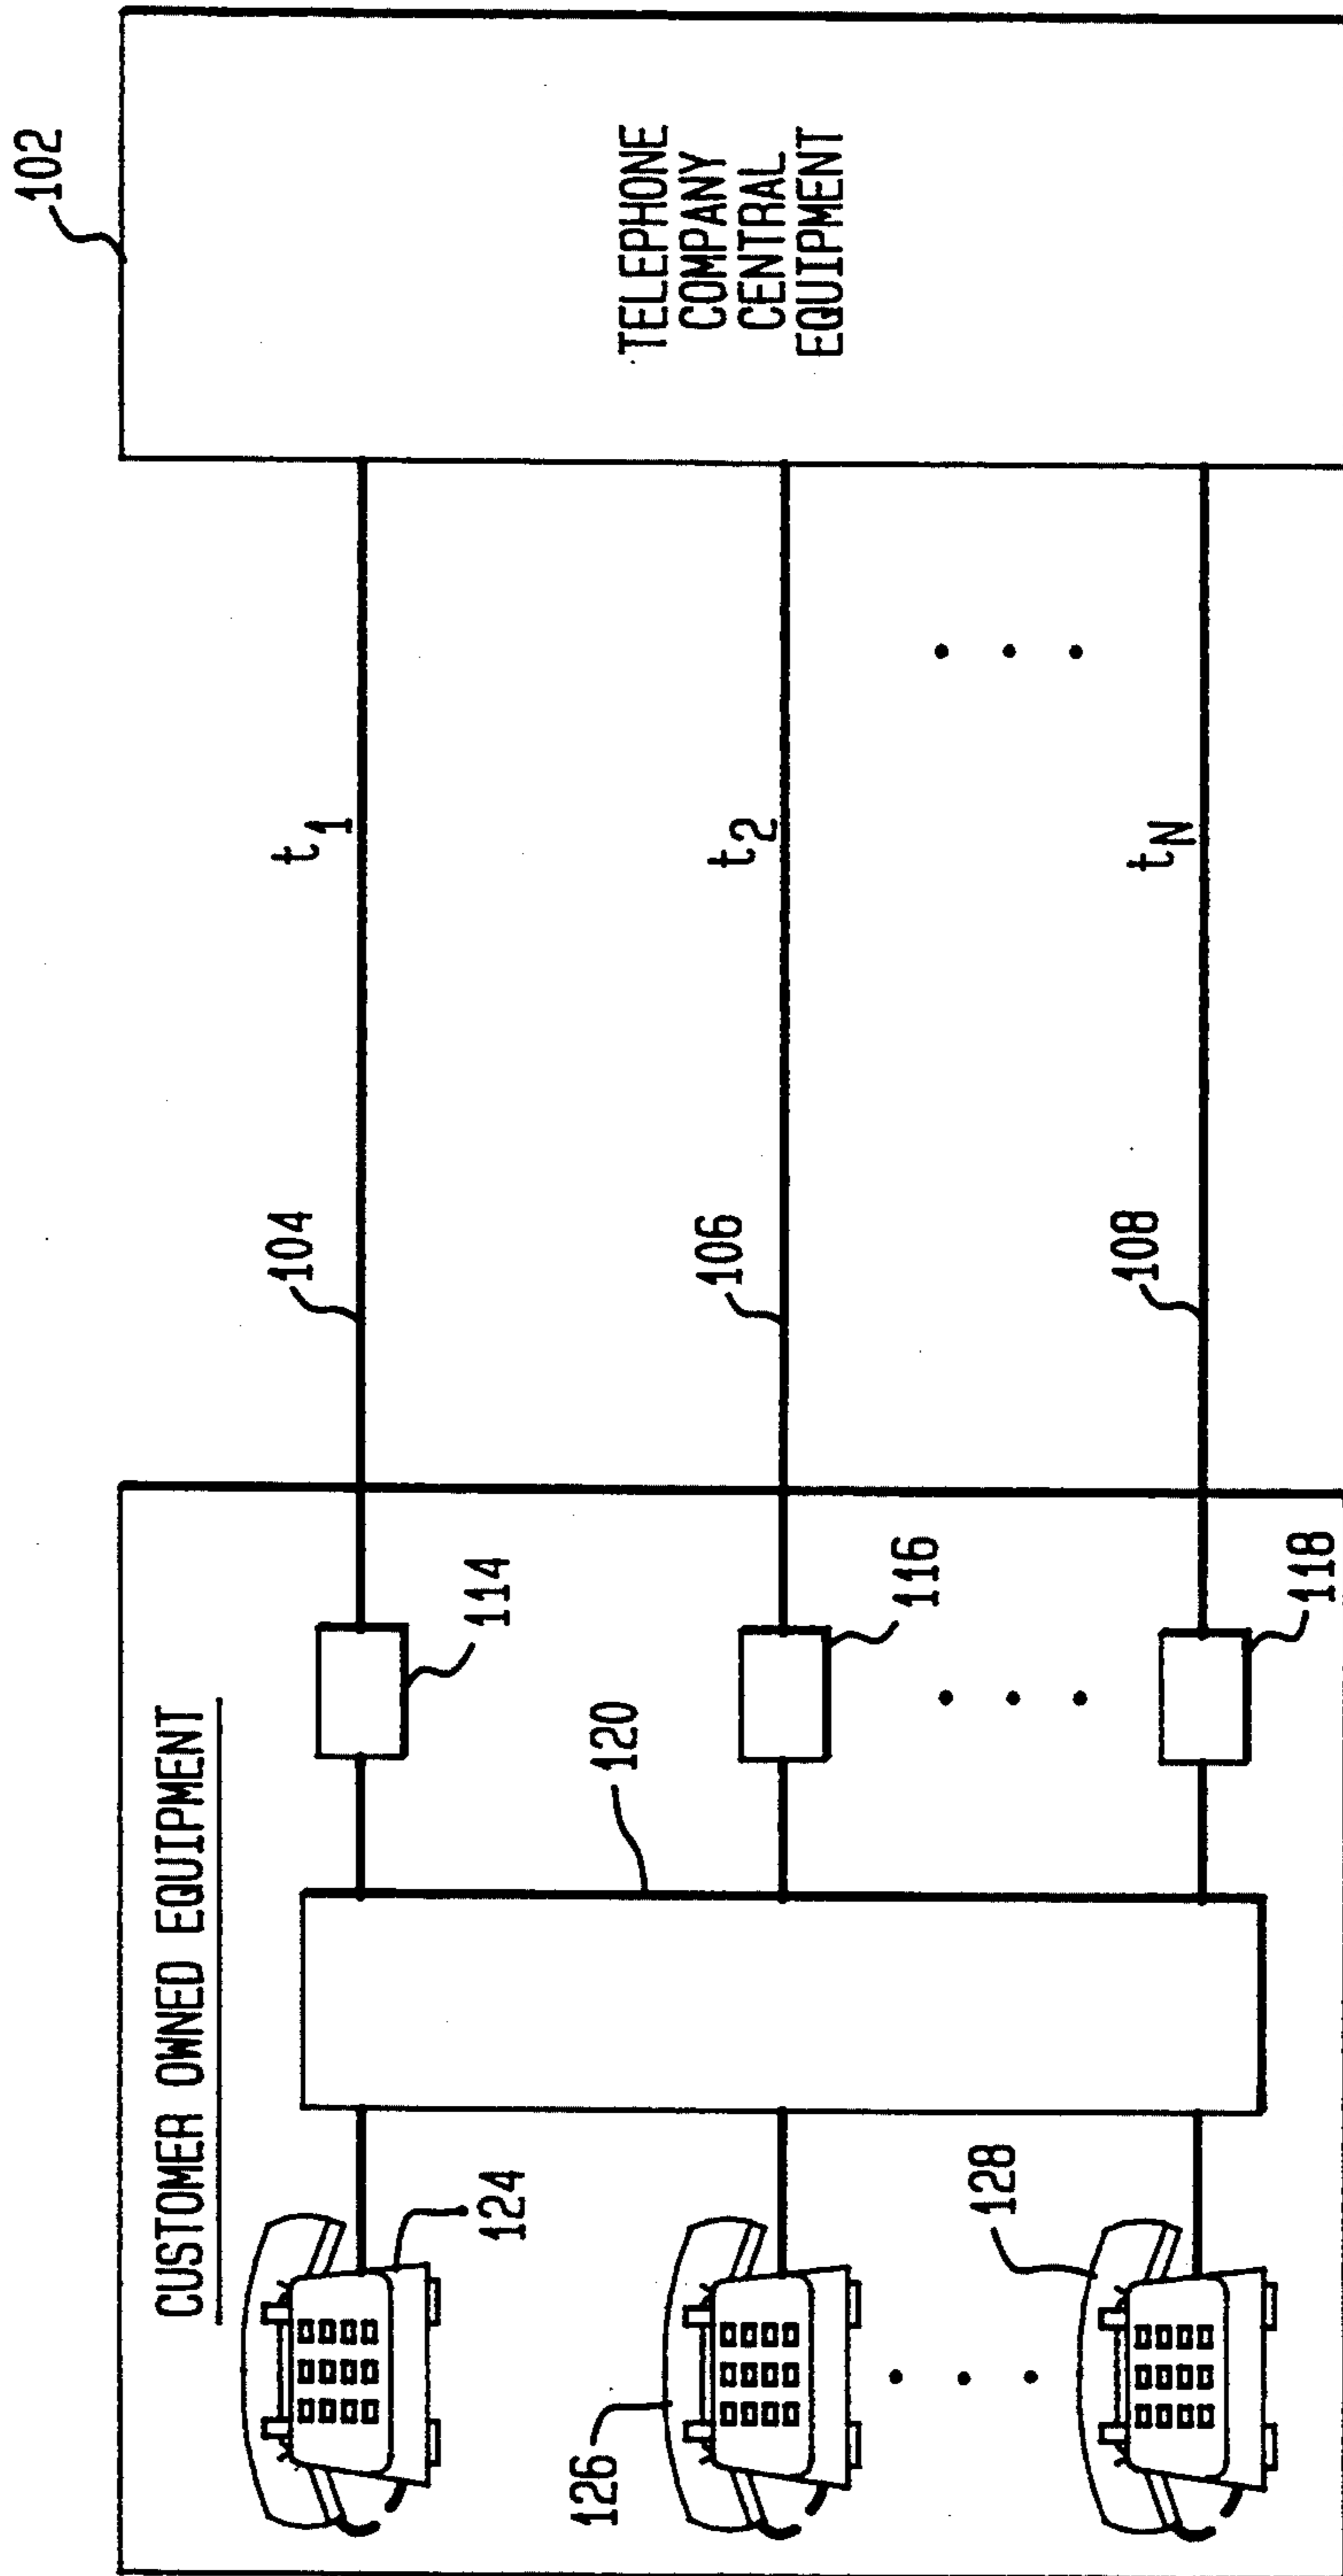 102
TELEPHONE
COMPANY
CENTRAL
EQUIPMENT
t1
t2
tN
104
106
108
CUSTOMER OWNED EQUIPMENT
114
116
118
120
124
126
128